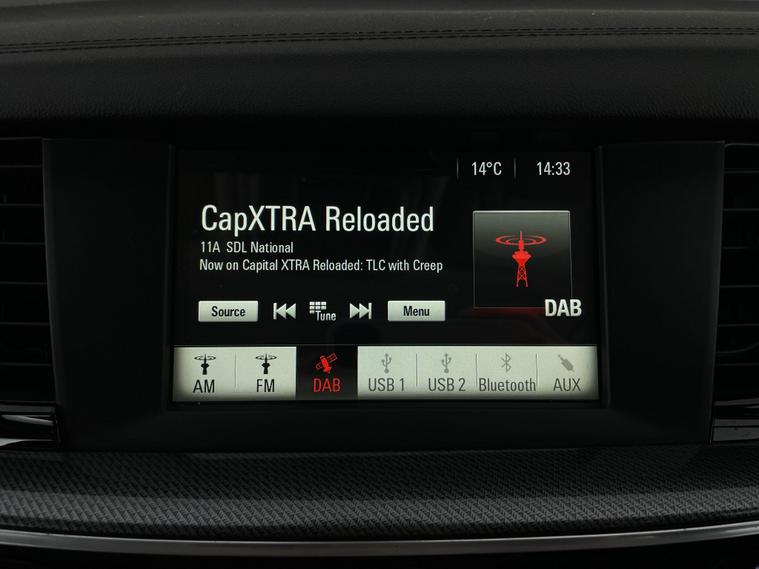 14°C 14:33
CapXTRA Reloaded
11A SDL National
Now on Capital XTRA Reloaded: TLC with Creep
DAB
Source Tune Menu
AM FM DAB USB 1 USB 2 Bluetooth AUX